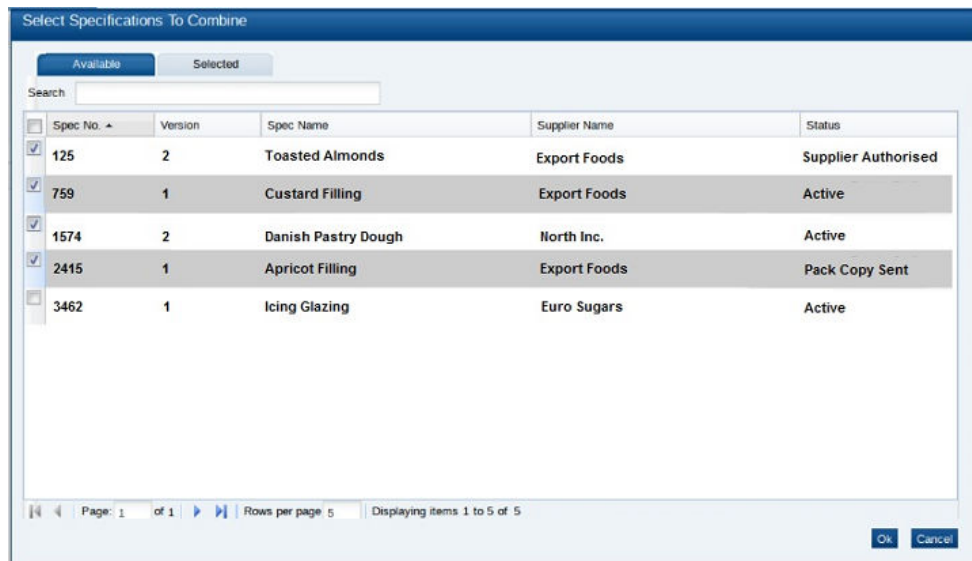 Select Specifications To Combine
Available Selected
Search
Spec No. Version Spec Name Supplier Name Status
125 2 Toasted Almonds Export Foods Supplier Authorised
759 1 Custard Filling Export Foods Active
1574 2 Danish Pastry Dough North Inc. Active
2415 1 Apricot Filling Export Foods Pack Copy Sent
3462 1 Icing Glazing Euro Sugars Active
Page: 1 of 1 Rows per page 5 Displaying items 1 to 5 of 5
Ok Cancel